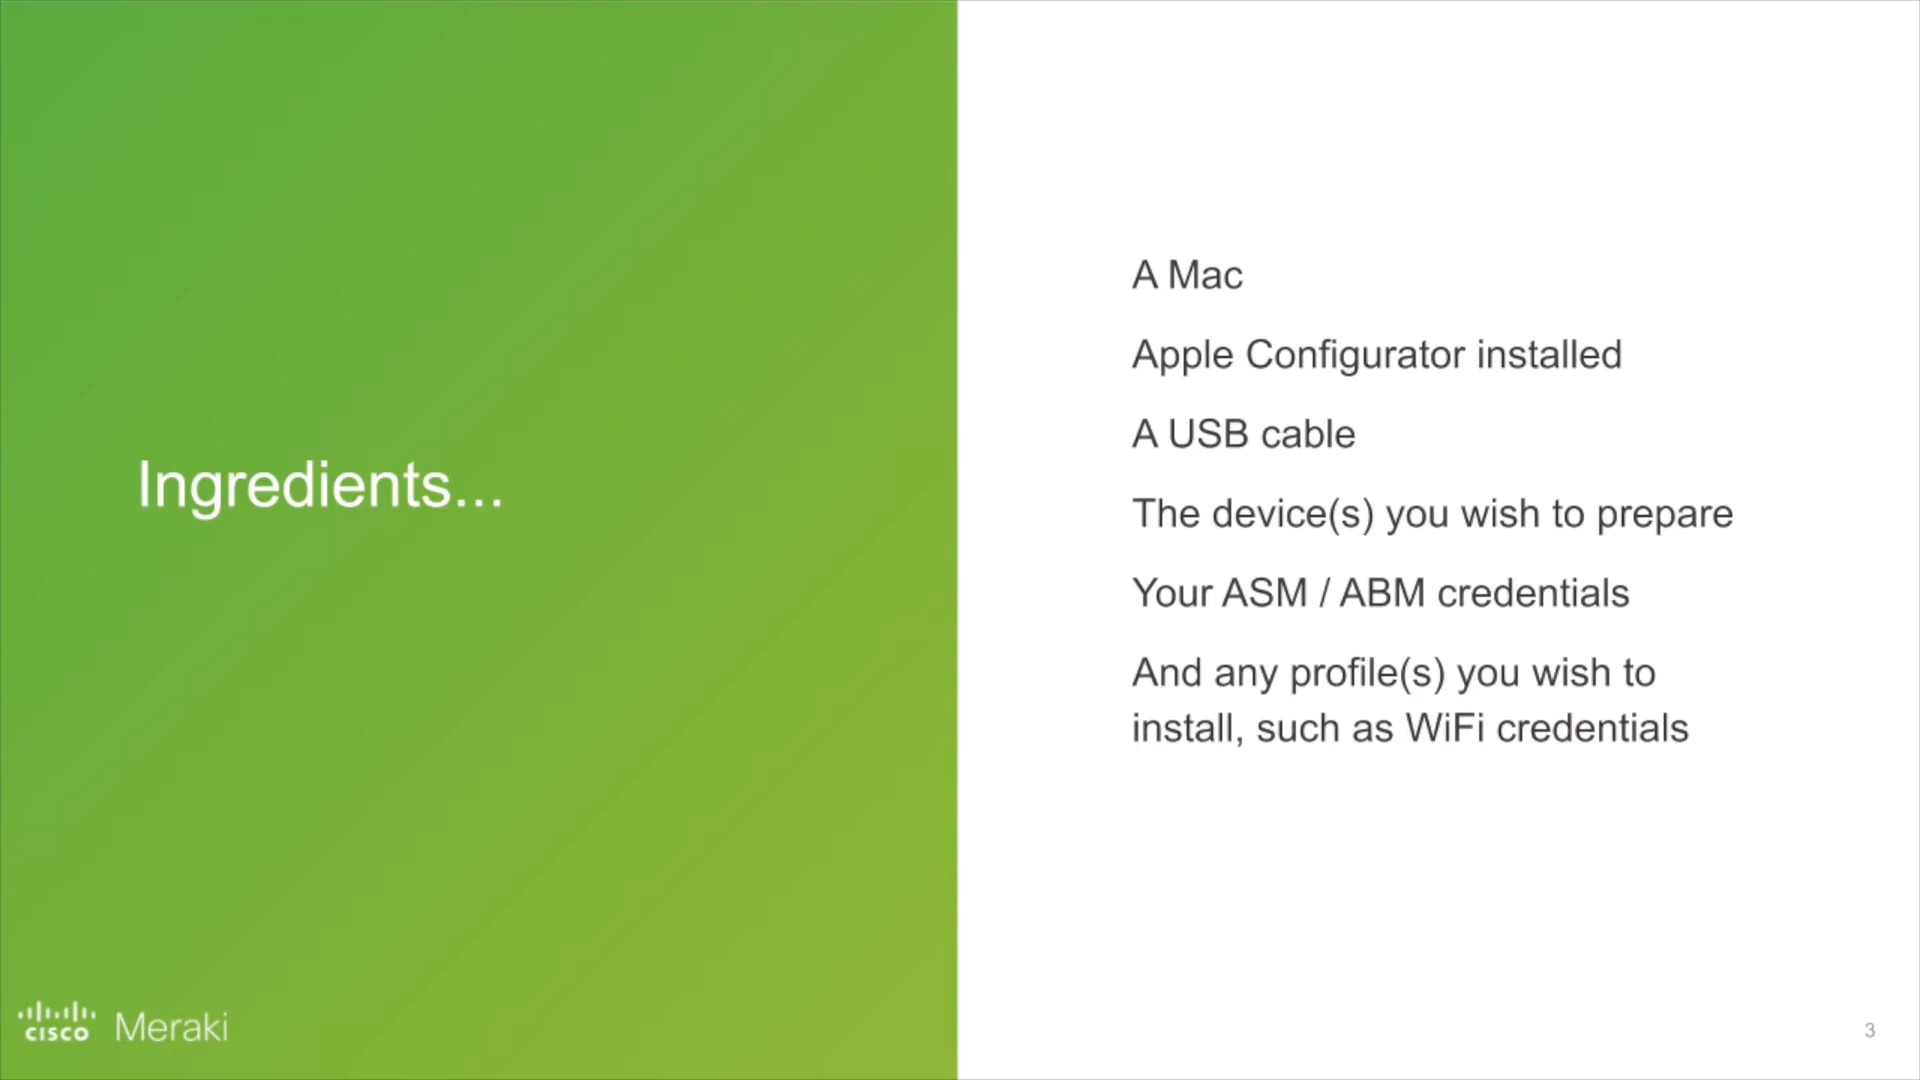 Ingredients...
A Mac
Apple Configurator installed
A USB cable
The device(s) you wish to prepare
Your ASM / ABM credentials
And any profile(s) you wish to
install, such as WiFi credentials
cisco Meraki
3